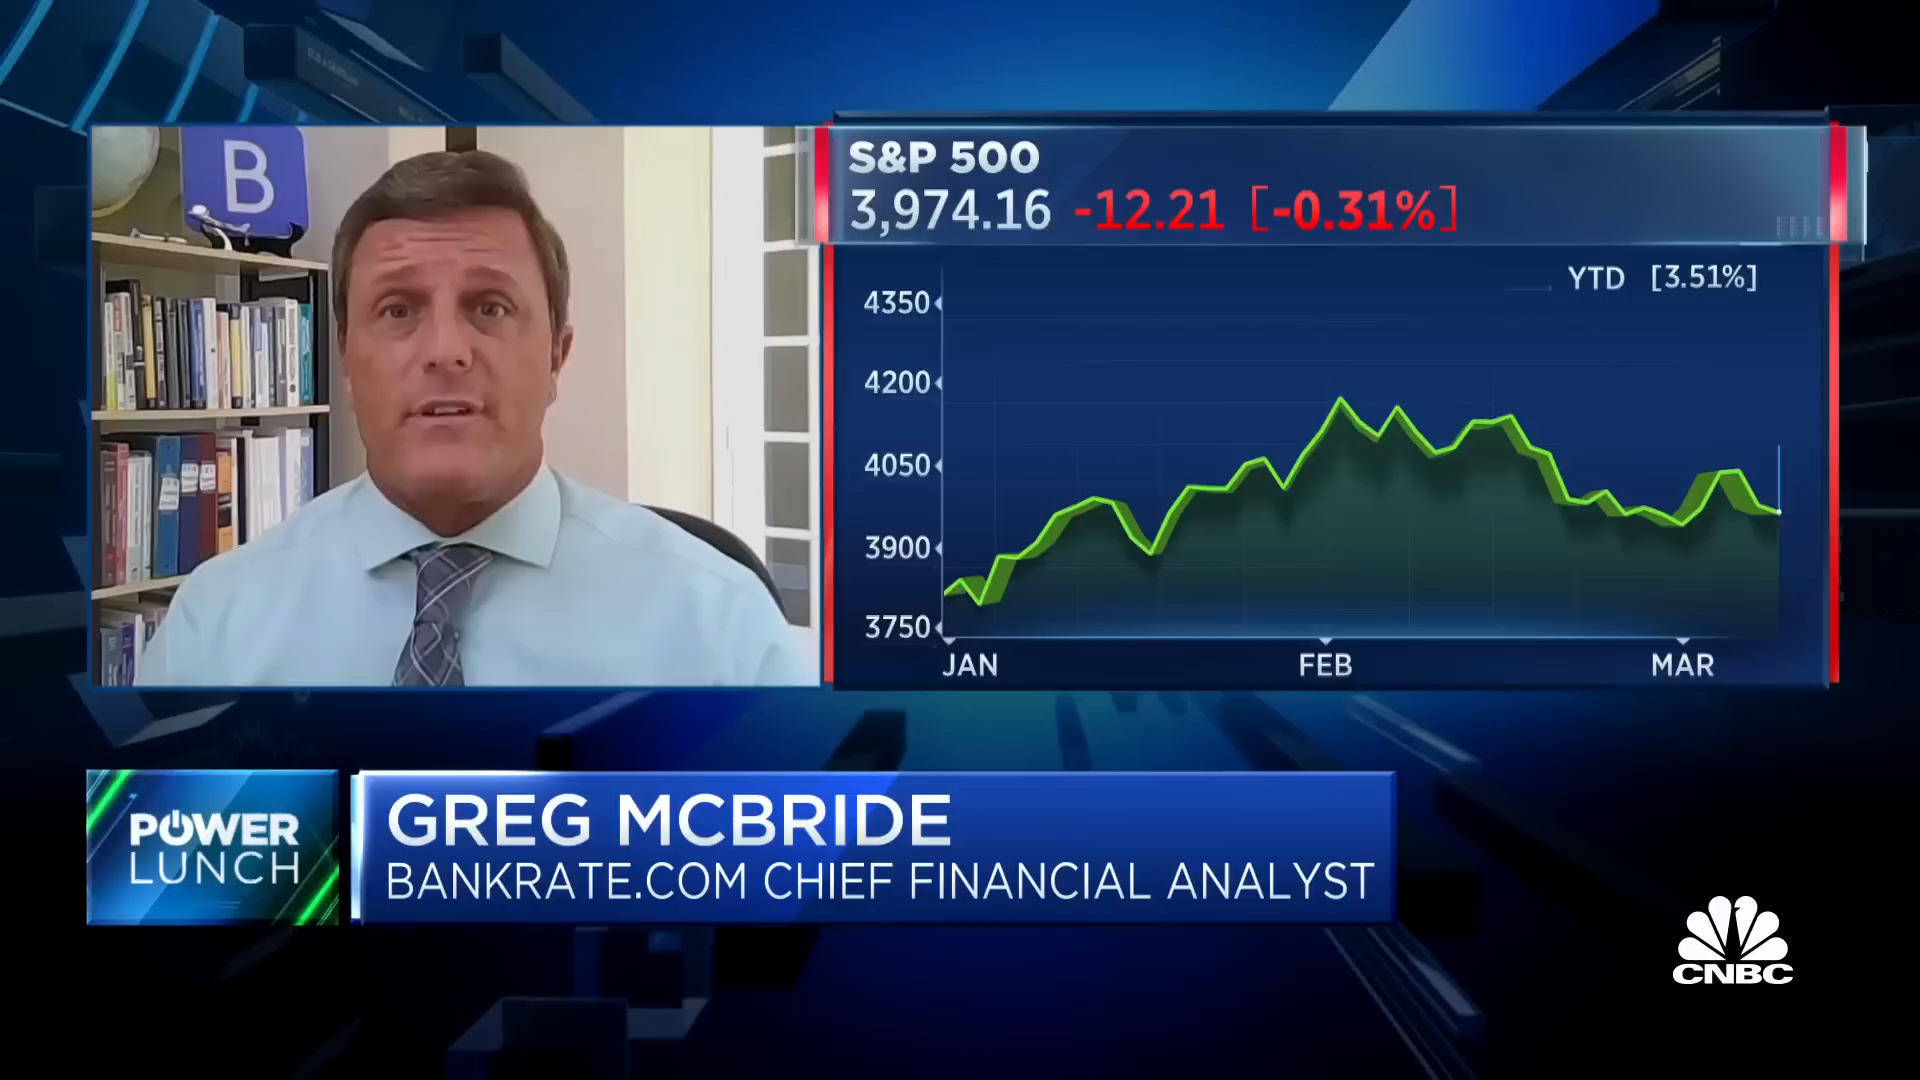 B
S&P 500
3,974.16 -12.21 [-0.31%]
YTD [3.51%]
4350
4200
4050
3900
3750
JAN FEB MAR
POWER
LUNCH
GREG MCBRIDE
BANKRATE.COM CHIEF FINANCIAL ANALYST
CNBC